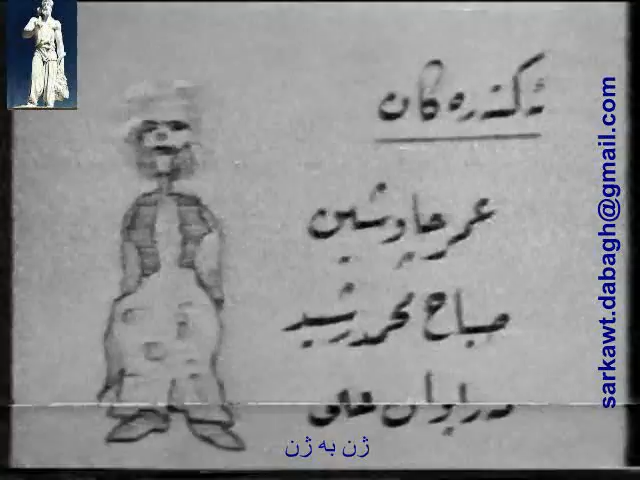 ئەکتەرەکان
عمر چاوشین
صباح محمد رشید
ژن بە ژن
sarkawt.dabagh@gmail.com